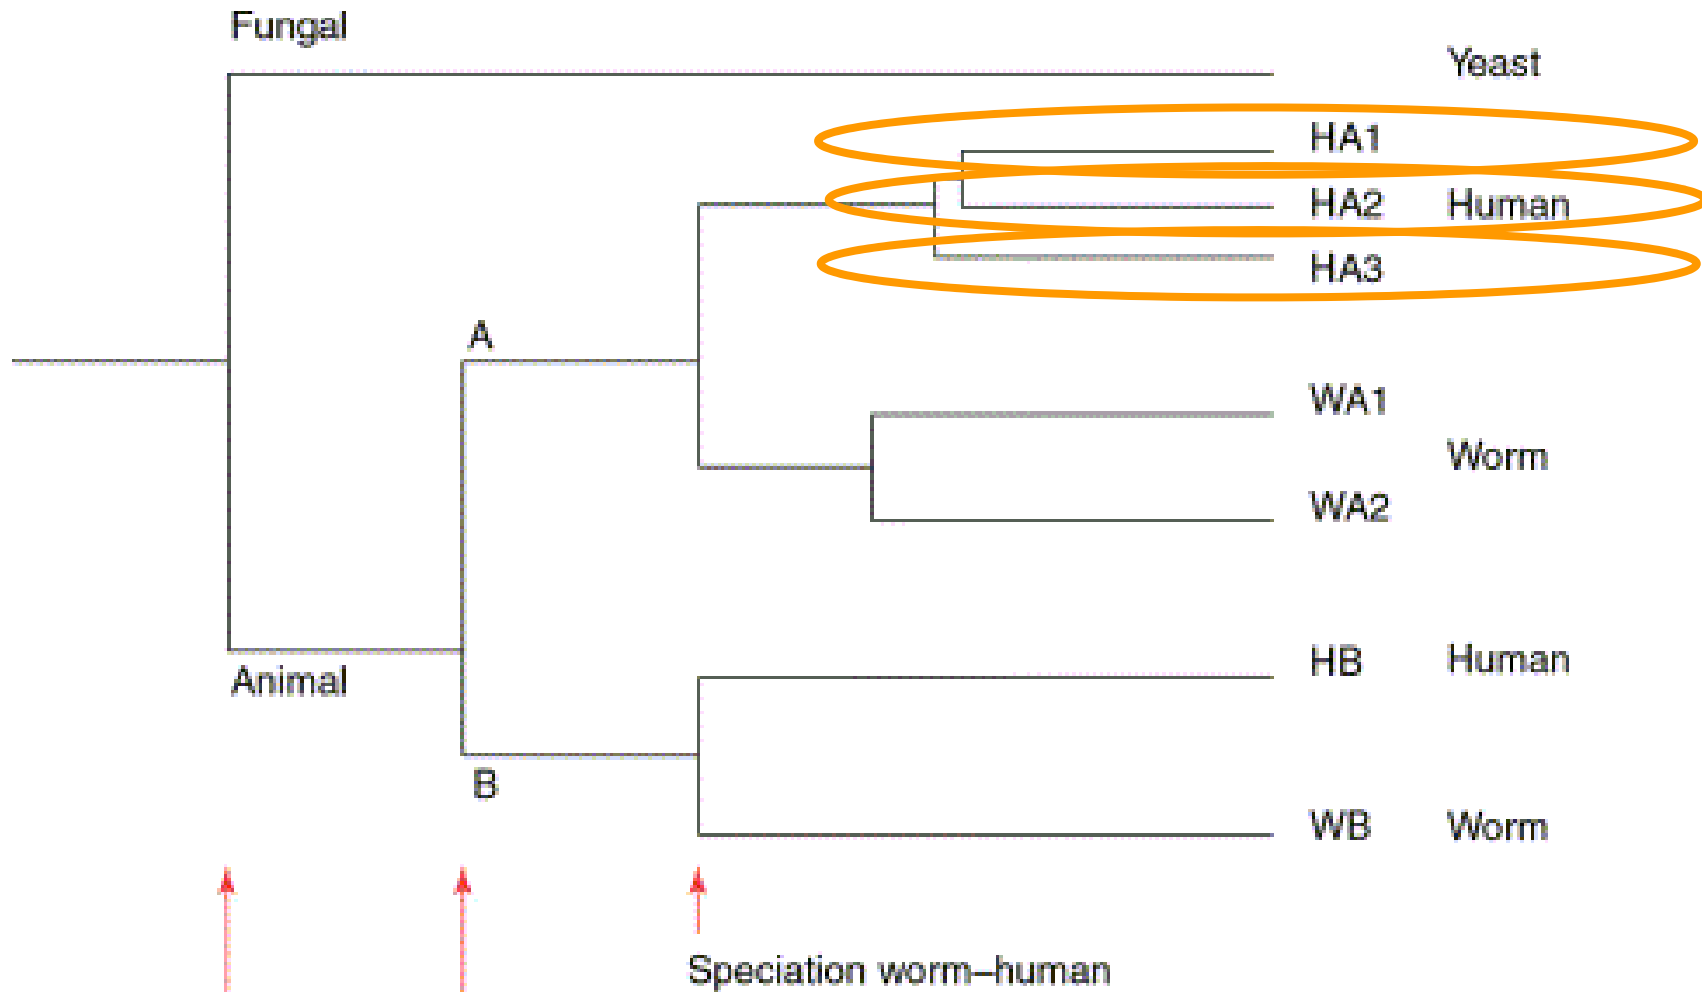 Fungal
Yeast
HA1
HA2 Human
HA3
A
WA1
Worm
WA2
HB Human
Animal
B
WB Worm
Speciation worm–human